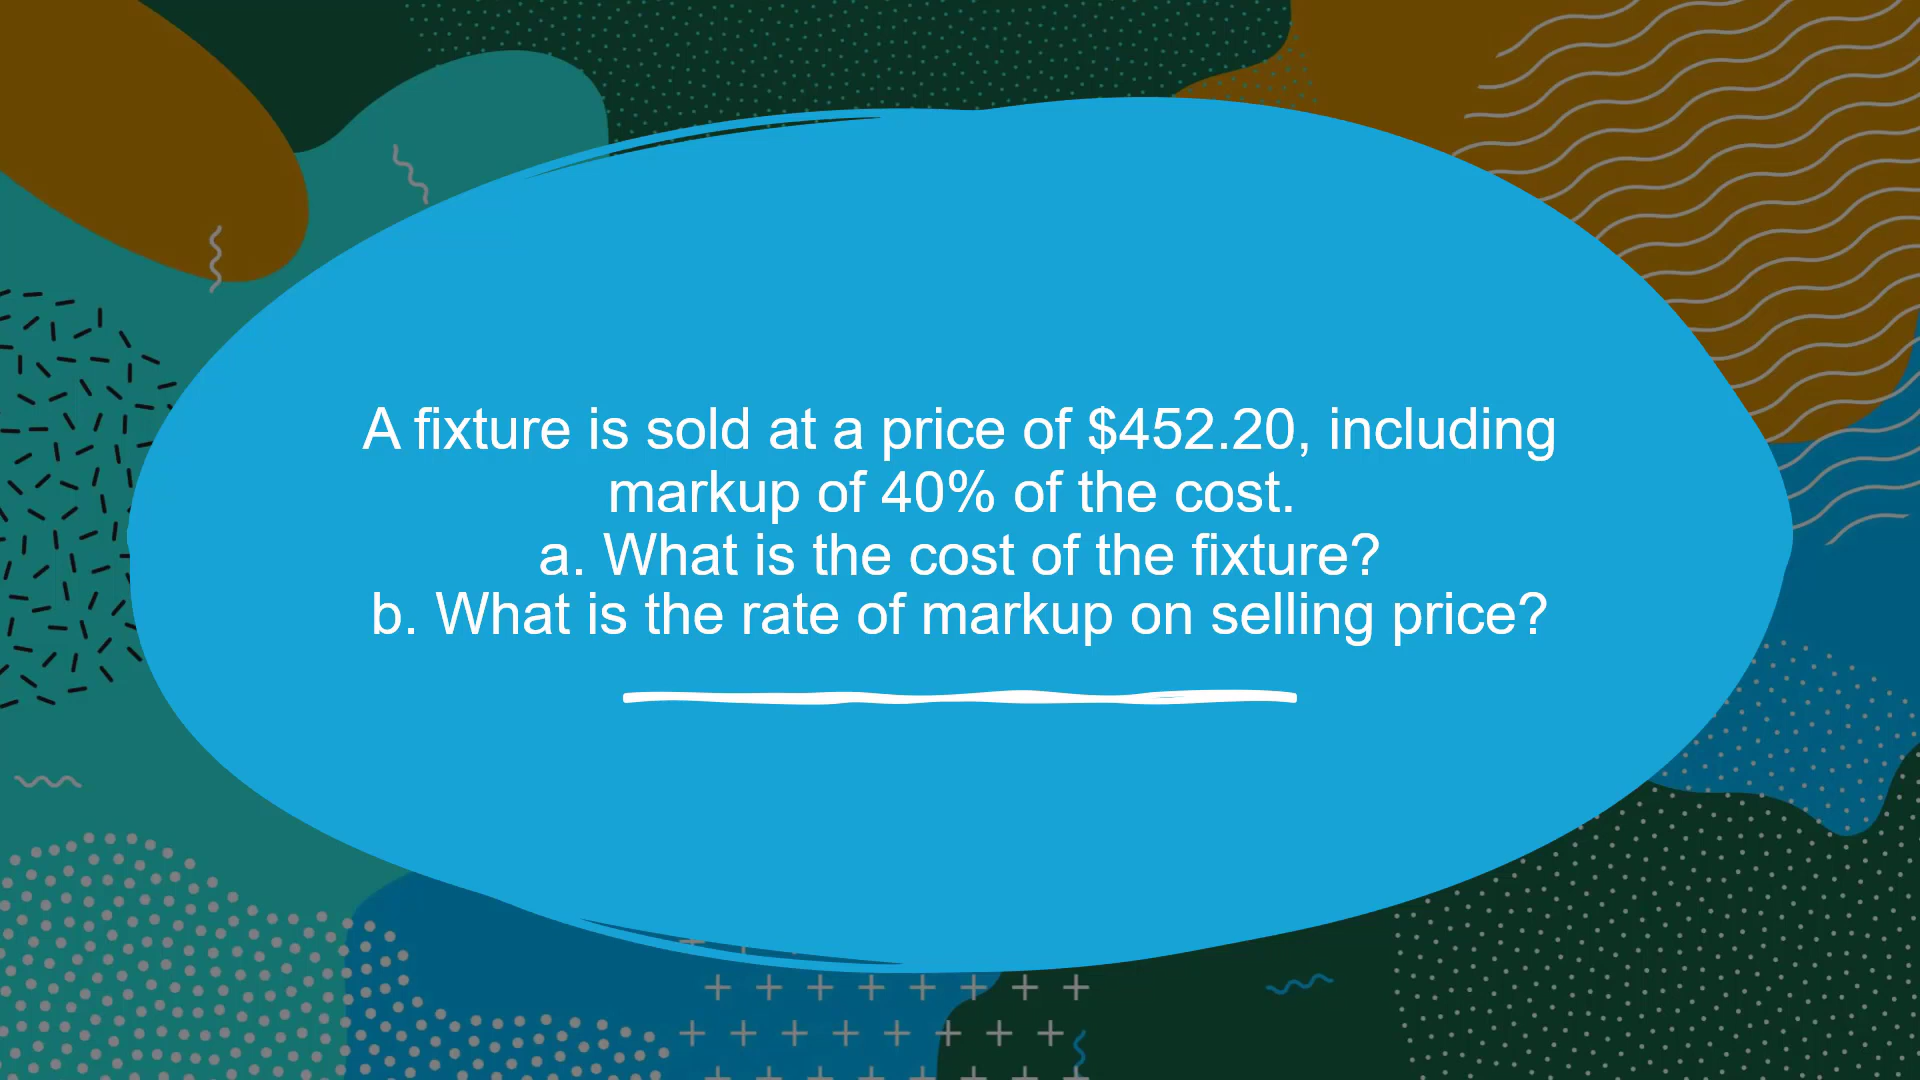 A fixture is sold at a price of $452.20, including
markup of 40% of the cost.
a. What is the cost of the fixture?
b. What is the rate of markup on selling price?